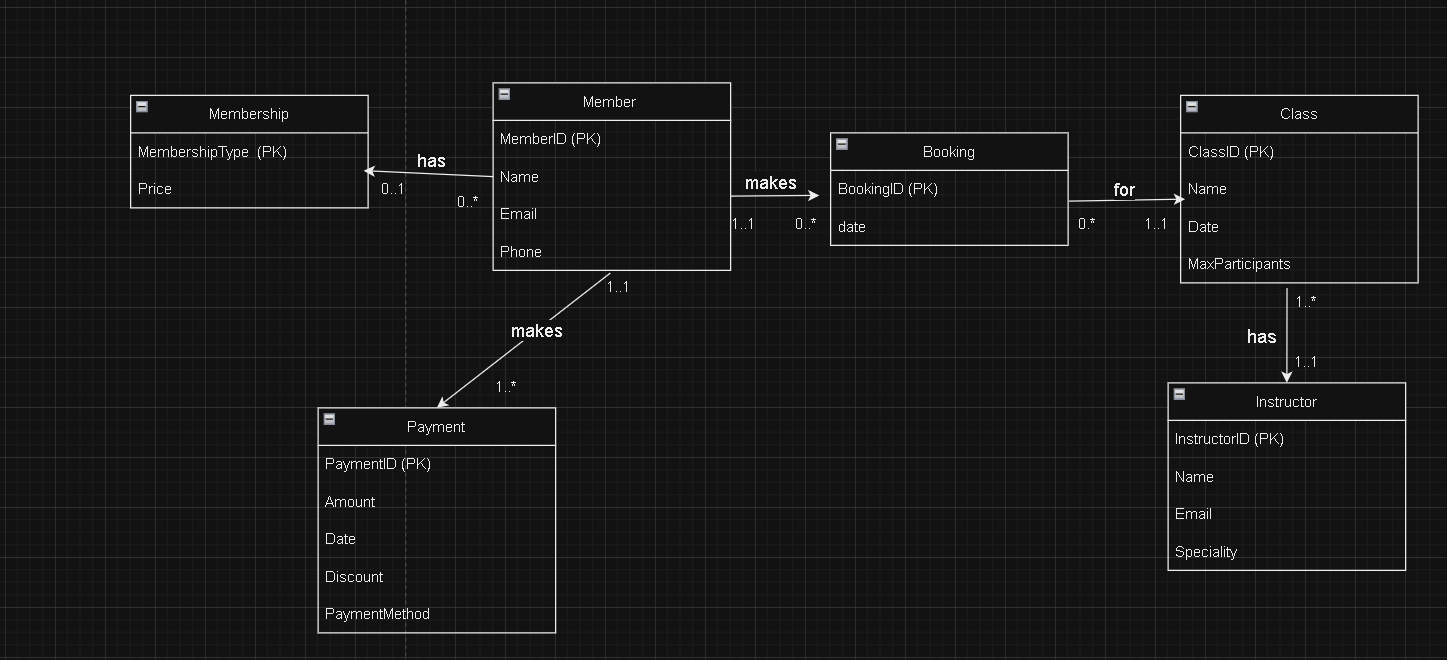 Membership
MembershipType (PK)
Price
has
0..1
0..*
Member
MemberID (PK)
Name
Email
Phone
makes
1..1
0..*
Booking
BookingID (PK)
date
for
0.*
1..1
Class
ClassID (PK)
Name
Date
MaxParticipants
1..1
makes
1..*
Payment
PaymentID (PK)
Amount
Date
Discount
PaymentMethod
1..*
has
1..1
Instructor
InstructorID (PK)
Name
Email
Speciality